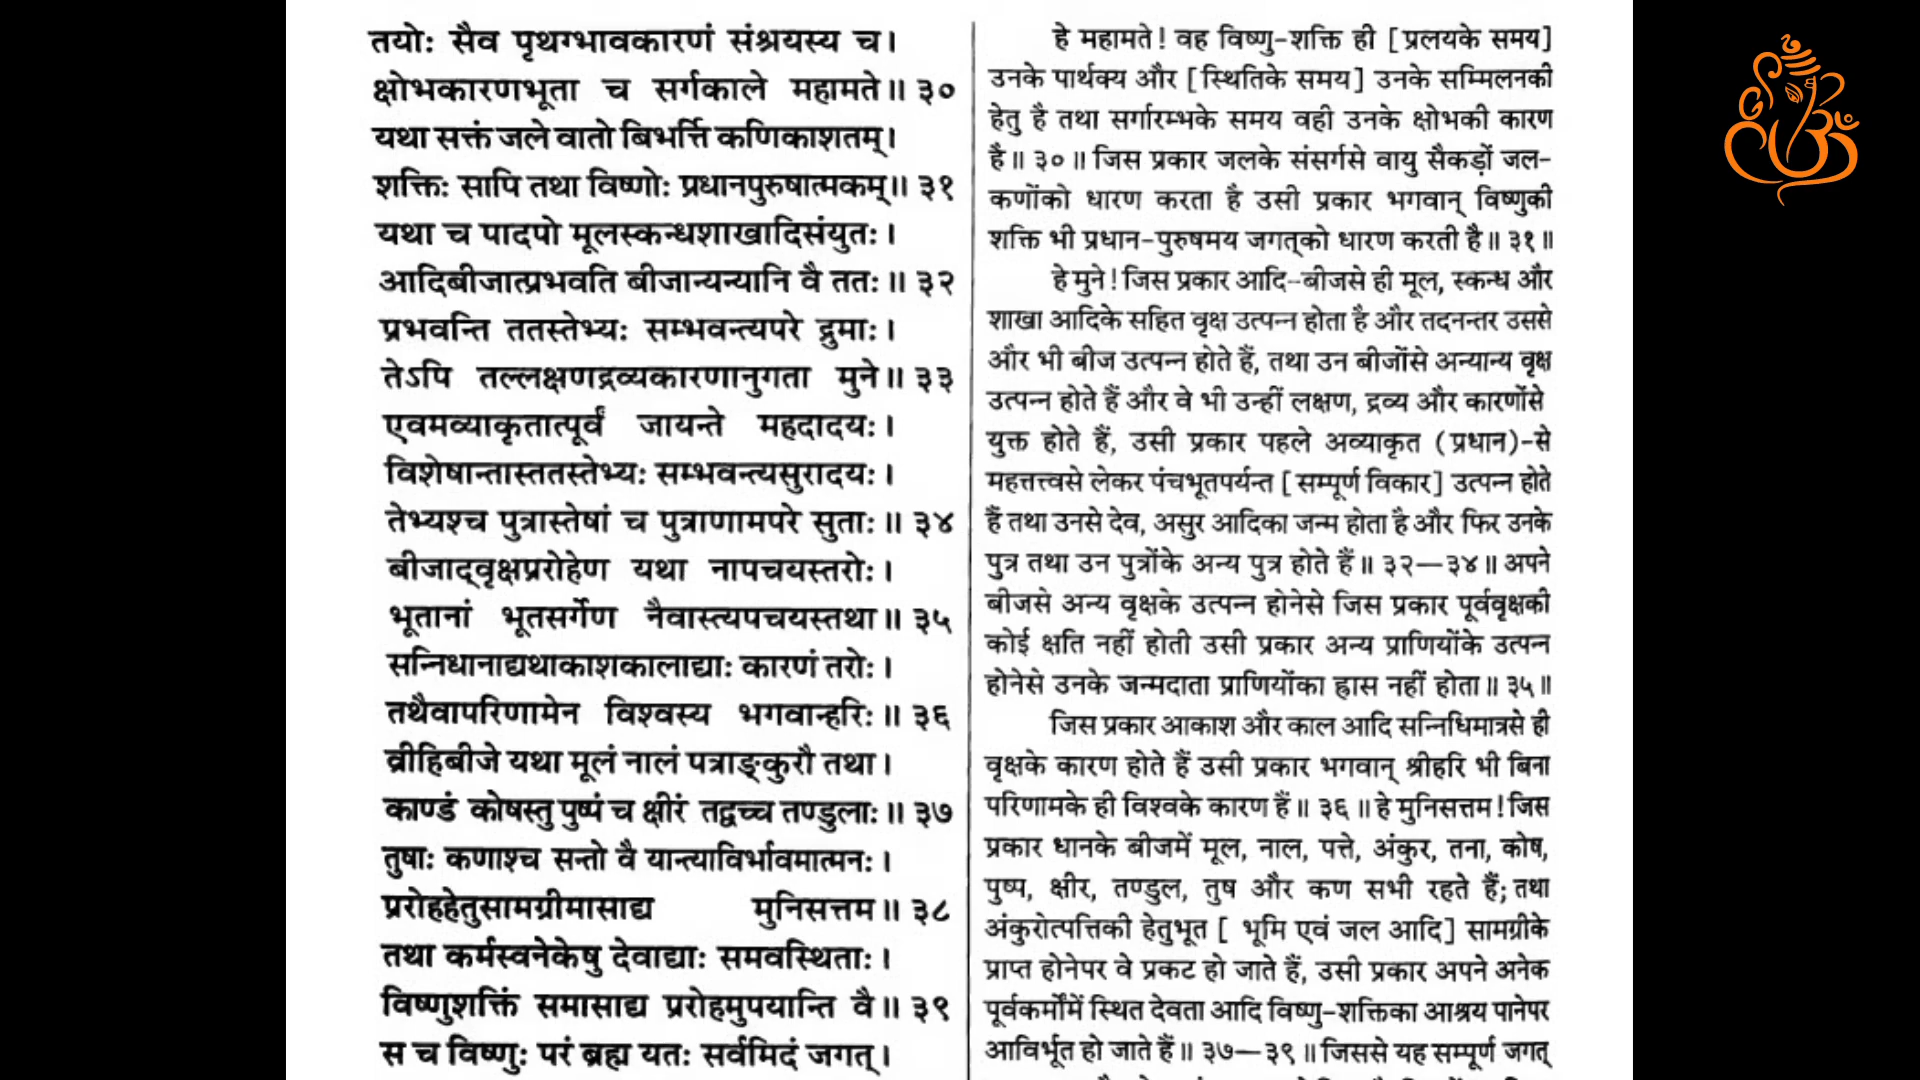 तयोः सैव पृथग्भावकारणं संश्रयस्य च।
क्षोभकारणभूता च सर्गकाले महामते॥ ३०
यथा सक्तं जले वातो बिभर्त्ति कणिकाशतम्।
शक्तिः सापि तथा विष्णोः प्रधानपुरुषात्मकम्॥ ३१
यथा च पादपो मूलस्कन्धशाखादिसंयुतः।
आदिबीजात्प्रभवति बीजान्यन्यानि वै ततः॥ ३२
प्रभवन्ति ततस्तेभ्यः सम्भवन्त्यपरे द्रुमाः।
तेऽपि तल्लक्षणद्रव्यकारणानुगता मुने॥ ३३
एवमव्याकृतात्पूर्वं जायन्ते महदादयः।
विशेषान्तास्ततस्तेभ्यः सम्भवन्त्यसुरादयः।
तेभ्यश्च पुत्रास्तेषां च पुत्राणामपरे सुताः॥ ३४
बीजाद्‍वृक्षप्ररोहेण यथा नापचयस्तरोः।
भूतानां भूतसर्गेण नैवास्त्यपचयस्तथा॥ ३५
सन्निधानाद्यथाकाशकालाद्याः कारणं तरोः।
तथैवापरिणामेन विश्वस्य भगवान्हरिः॥ ३६
व्रीहिबीजे यथा मूलं नालं पत्राङ्कुरौ तथा।
काण्डं कोषस्तु पुष्पं च क्षीरं तद्वच्च तण्डुलाः॥ ३७
तुषाः कणाश्च सन्तो वै यान्त्याविर्भावमात्मनः।
प्ररोहहेतुसामग्रीमासाद्य मुनिसत्तम॥ ३८
तथा कर्मस्वनेकेषु देवाद्याः समवस्थिताः।
विष्णुशक्तिं समासाद्य प्ररोहमुपयान्ति वै॥ ३९
स च विष्णुः परं ब्रह्म यतः सर्वमिदं जगत्।
हे महामते! वह विष्णु-शक्ति ही [प्रलयके समय]
उनके पार्थक्य और [स्थितिके समय] उनके सम्मिलनकी
हेतु है तथा सर्गारम्भके समय वही उनके क्षोभकी कारण
है॥ ३०॥ जिस प्रकार जलके संसर्गसे वायु सैकड़ों जल-
कणोंको धारण करता है उसी प्रकार भगवान् विष्णुकी
शक्ति भी प्रधान-पुरुषमय जगत्‌को धारण करती है॥ ३१॥
हे मुने! जिस प्रकार आदि-बीजसे ही मूल, स्कन्ध और
शाखा आदिके सहित वृक्ष उत्पन्न होता है और तदनन्तर उससे
और भी बीज उत्पन्न होते हैं, तथा उन बीजोंसे अन्यान्य वृक्ष
उत्पन्न होते हैं और वे भी उन्हीं लक्षण, द्रव्य और कारणोंसे
युक्त होते हैं, उसी प्रकार पहले अव्याकृत (प्रधान)-से
महत्तत्त्वसे लेकर पंचभूतपर्यन्त [सम्पूर्ण विकार] उत्पन्न होते
हैं तथा उनसे देव, असुर आदिका जन्म होता है और फिर उनके
पुत्र तथा उन पुत्रोंके अन्य पुत्र होते हैं॥ ३२—३४॥ अपने
बीजसे अन्य वृक्षके उत्पन्न होनेसे जिस प्रकार पूर्ववृक्षकी
कोई क्षति नहीं होती उसी प्रकार अन्य प्राणियोंके उत्पन्न
होनेसे उनके जन्मदाता प्राणियोंका ह्रास नहीं होता॥ ३५॥
जिस प्रकार आकाश और काल आदि सन्निधिमात्रसे ही
वृक्षके कारण होते हैं उसी प्रकार भगवान् श्रीहरि भी बिना
परिणामके ही विश्वके कारण हैं॥ ३६॥ हे मुनिसत्तम! जिस
प्रकार धानके बीजमें मूल, नाल, पत्ते, अंकुर, तना, कोष,
पुष्प, क्षीर, तण्डुल, तुष और कण सभी रहते हैं; तथा
अंकुरोत्पत्तिकी हेतुभूत [ भूमि एवं जल आदि] सामग्रीके
प्राप्त होनेपर वे प्रकट हो जाते हैं, उसी प्रकार अपने अनेक
पूर्वकर्मोंमें स्थित देवता आदि विष्णु-शक्तिका आश्रय पानेपर
आविर्भूत हो जाते हैं॥ ३७—३९॥ जिससे यह सम्पूर्ण जगत्